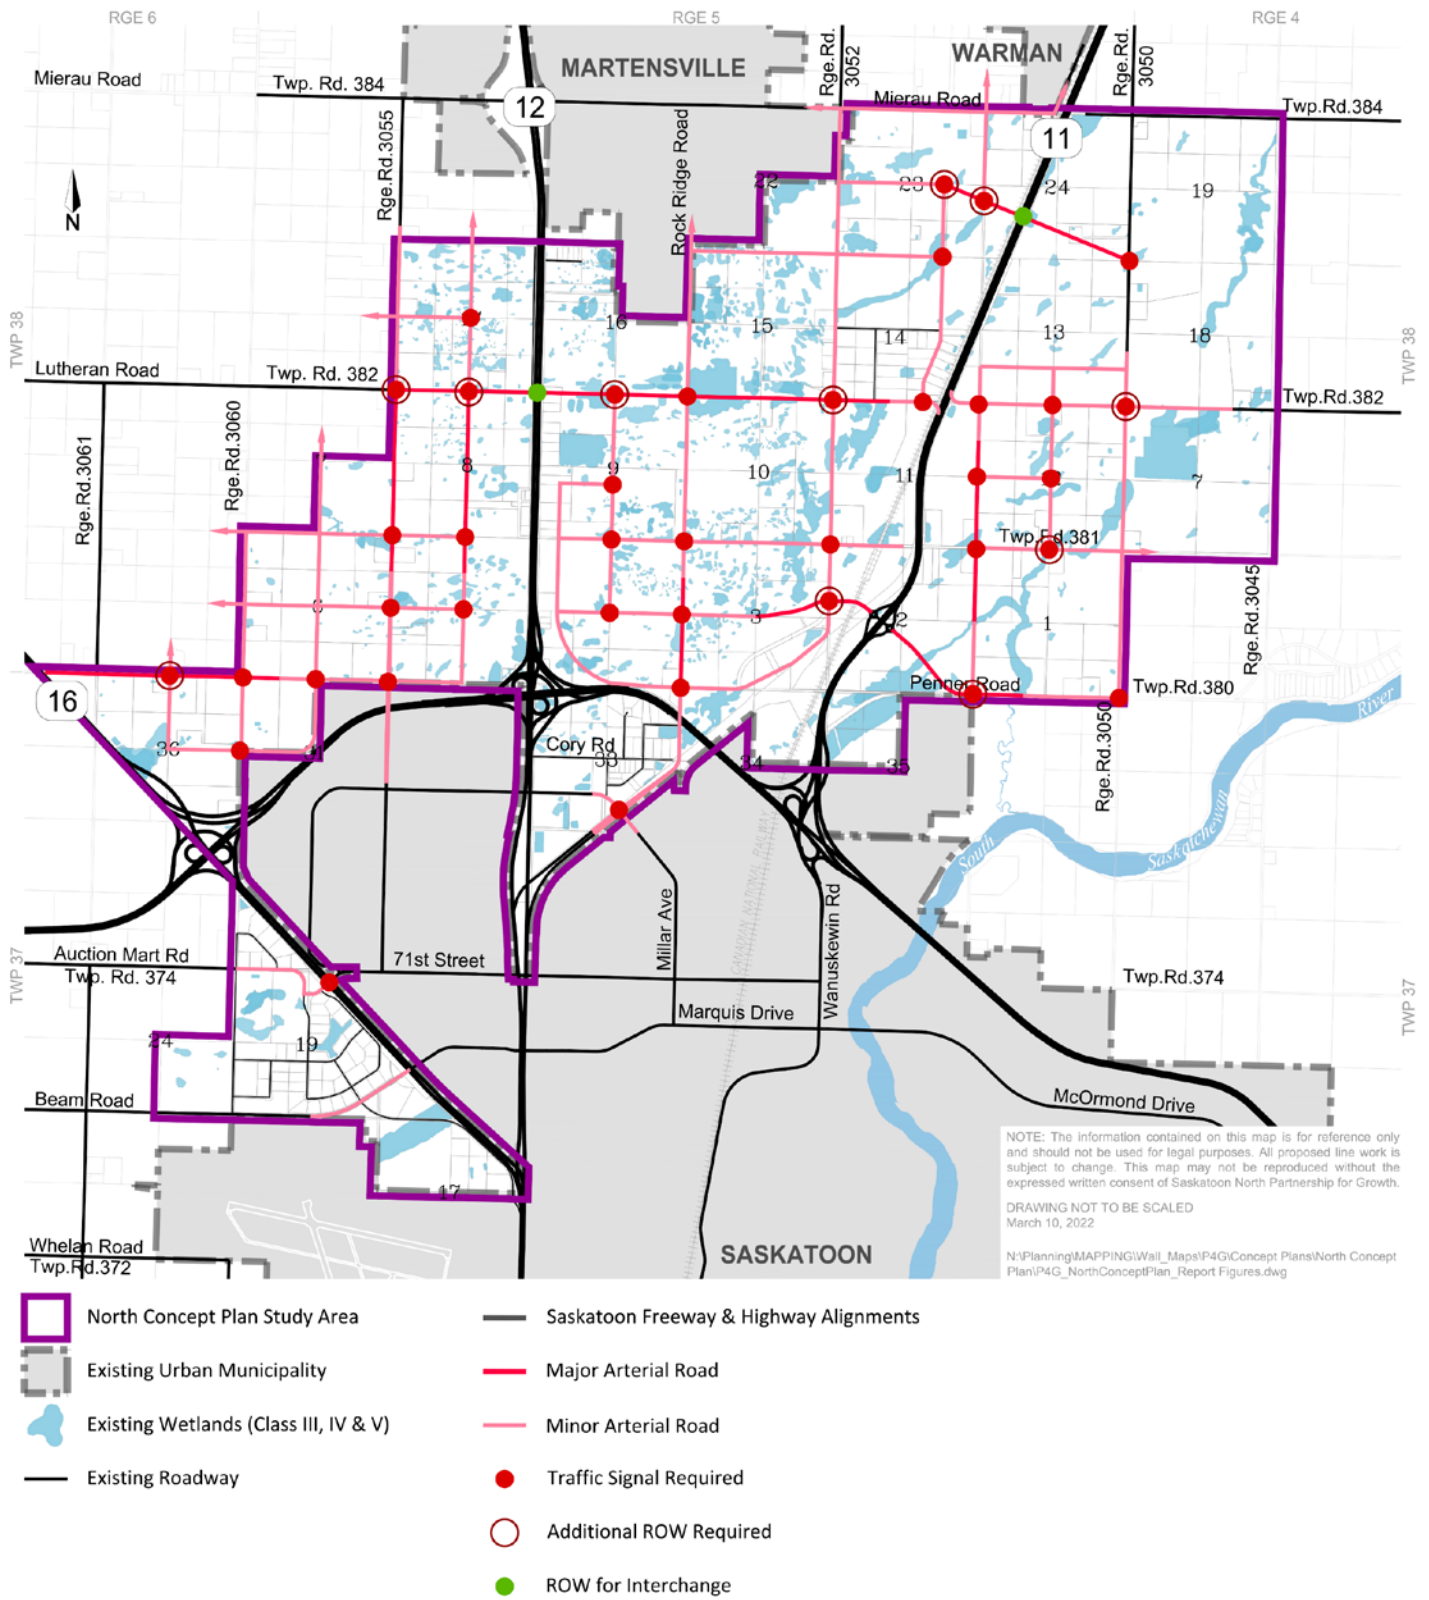 RGE 6
RGE 5
RGE 4
MARTENSVILLE
WARMAN
Rge.Rd.
3052
Rge.Rd.
3050
Mierau Road
Twp. Rd. 384
12
Mierau Road
Twp.Rd.384
11
Rge.Rd.3055
Rock Ridge Road
N
22
23
24
19
TWP 38
16
15
14
13
18
TWP 38
Lutheran Road
Twp. Rd. 382
Twp.Rd.382
Rge.Rd.3061
Rge.Rd.3060
8
9
10
11
7
Twp.Rd.381
6
3
2
1
Rge.Rd.3045
16
Penner Road
Twp.Rd.380
Rge.Rd.3050
River
36
Cory Rd
33
34
35
South
Saskatchewan
CANADIAN NATIONAL RAILWAY
Millar Ave
Wanuskewin Rd
Auction Mart Rd
Twp. Rd. 374
71st Street
Twp.Rd.374
TWP 37
TWP 37
Marquis Drive
24
19
Beam Road
McOrmond Drive
17
Whelan Road
Twp.Rd.372
SASKATOON
NOTE: The information contained on this map is for reference only
and should not be used for legal purposes. All proposed line work is
subject to change. This map may not be reproduced without the
expressed written consent of Saskatoon North Partnership for Growth.
DRAWING NOT TO BE SCALED
March 10, 2022
N:\Planning\MAPPING\Wall_Maps\P4G\Concept Plans\North Concept
Plan\P4G_NorthConceptPlan_Report Figures.dwg
North Concept Plan Study Area
Saskatoon Freeway & Highway Alignments
Existing Urban Municipality
Major Arterial Road
Existing Wetlands (Class III, IV & V)
Minor Arterial Road
Existing Roadway
Traffic Signal Required
Additional ROW Required
ROW for Interchange